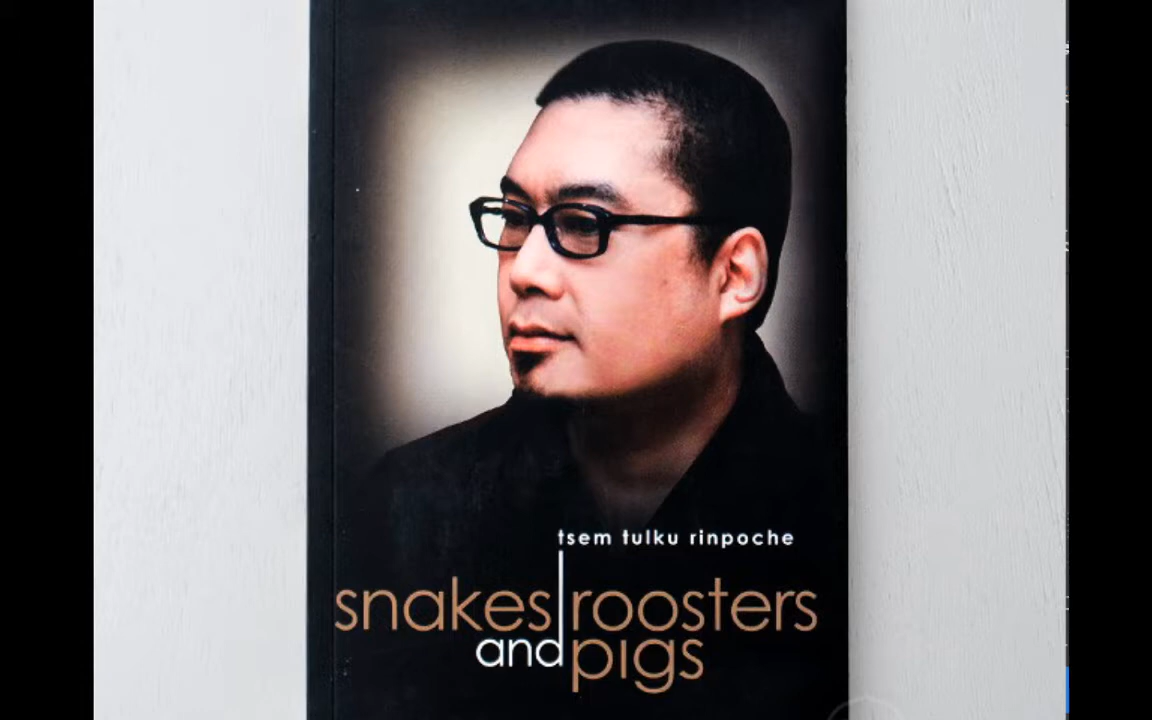 tsem tulku rinpoche
snakes roosters
and pigs